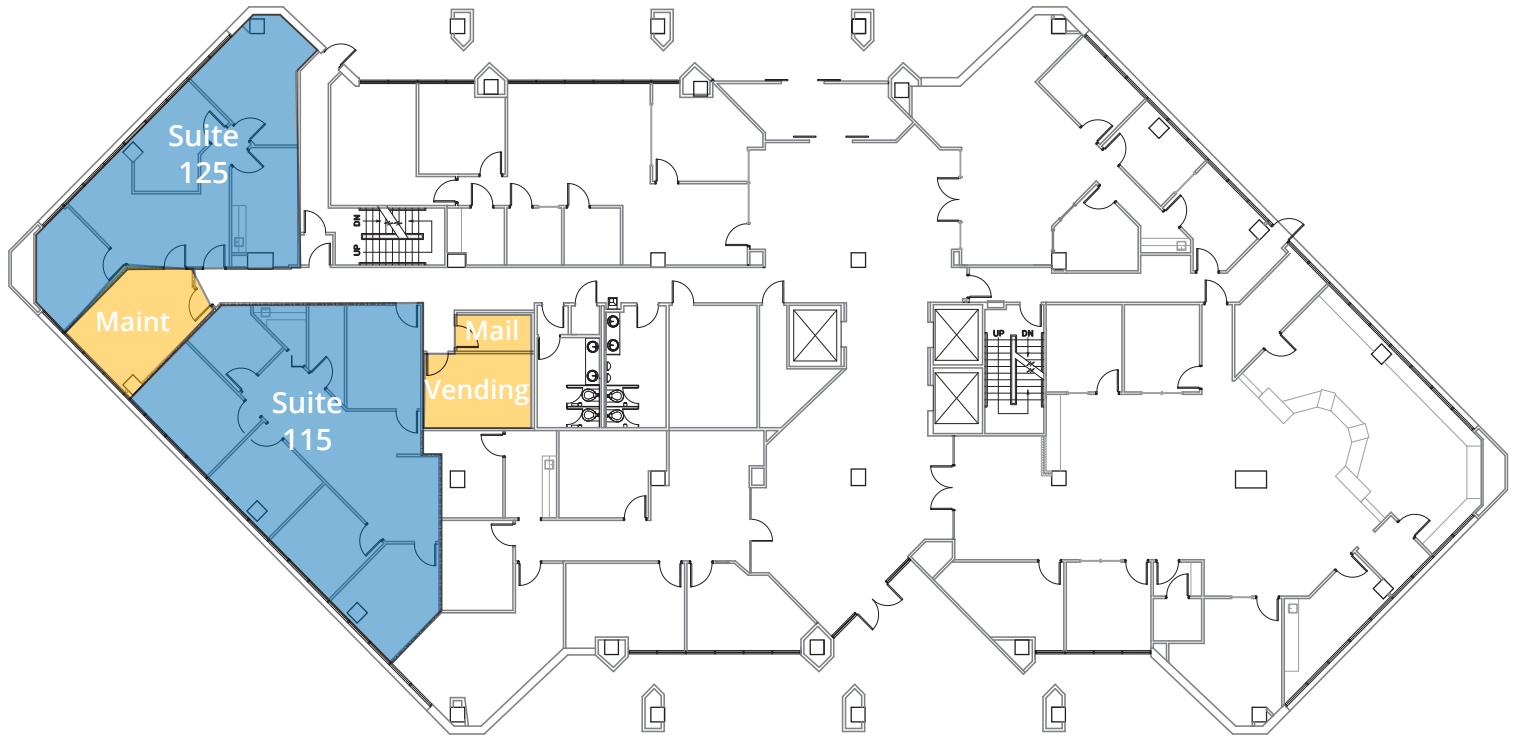 Suite
125
DN
UP
Maint
Mail
Vending
UP DN
Suite
115